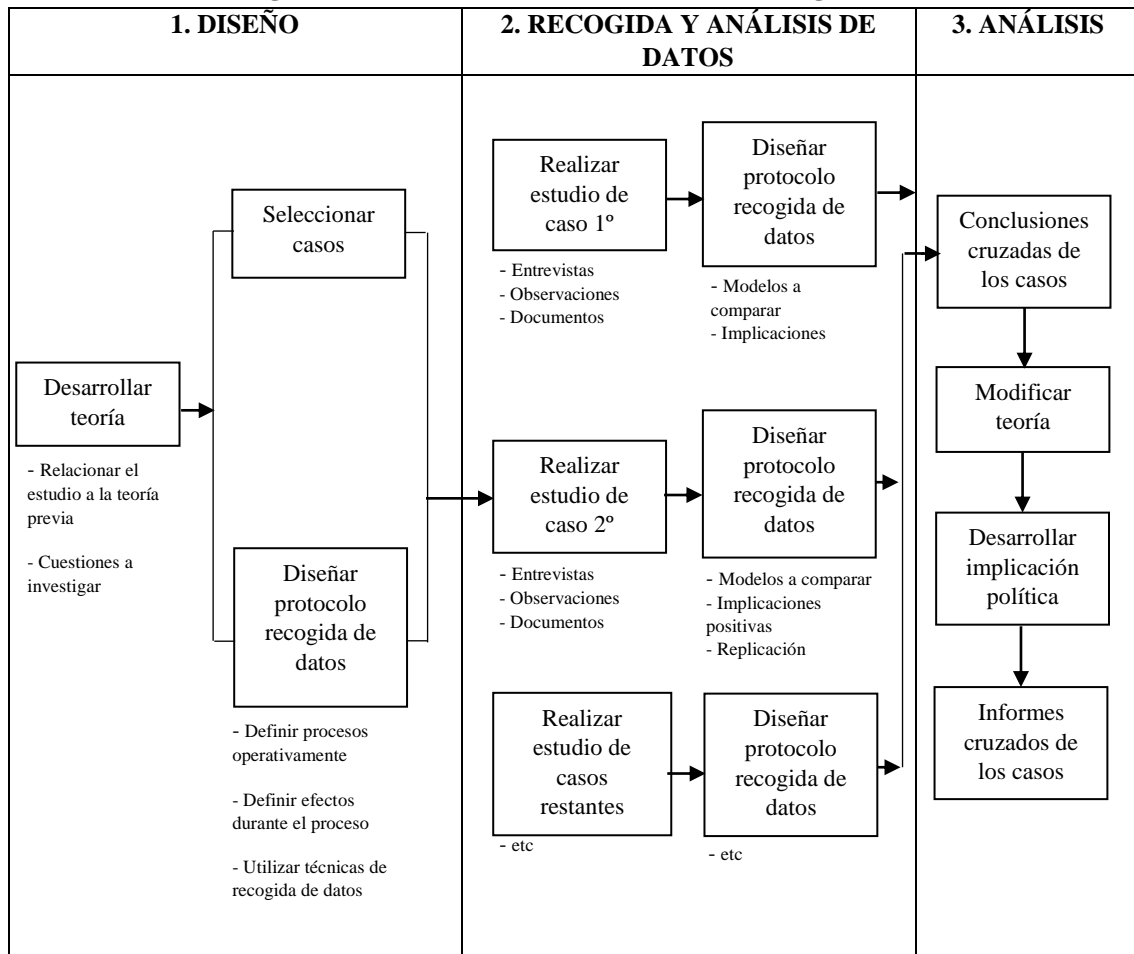 1. DISEÑO
2. RECOGIDA Y ANÁLISIS DE
DATOS
3. ANÁLISIS
Desarrollar
teoría
- Relacionar el
estudio a la teoría
previa
- Cuestiones a
investigar
Seleccionar
casos
Diseñar
protocolo
recogida de
datos
- Definir procesos
operativamente
- Definir efectos
durante el proceso
- Utilizar técnicas de
recogida de datos
Realizar
estudio de
caso 1º
- Entrevistas
- Observaciones
- Documentos
Diseñar
protocolo
recogida de
datos
- Modelos a
comparar
- Implicaciones
Realizar
estudio de
caso 2º
- Entrevistas
- Observaciones
- Documentos
Diseñar
protocolo
recogida de
datos
- Modelos a comparar
- Implicaciones
positivas
- Replicación
Realizar
estudio de
casos
restantes
- etc
Diseñar
protocolo
recogida de
datos
- etc
Conclusiones
cruzadas de
los casos
Modificar
teoría
Desarrollar
implicación
política
Informes
cruzados de
los casos